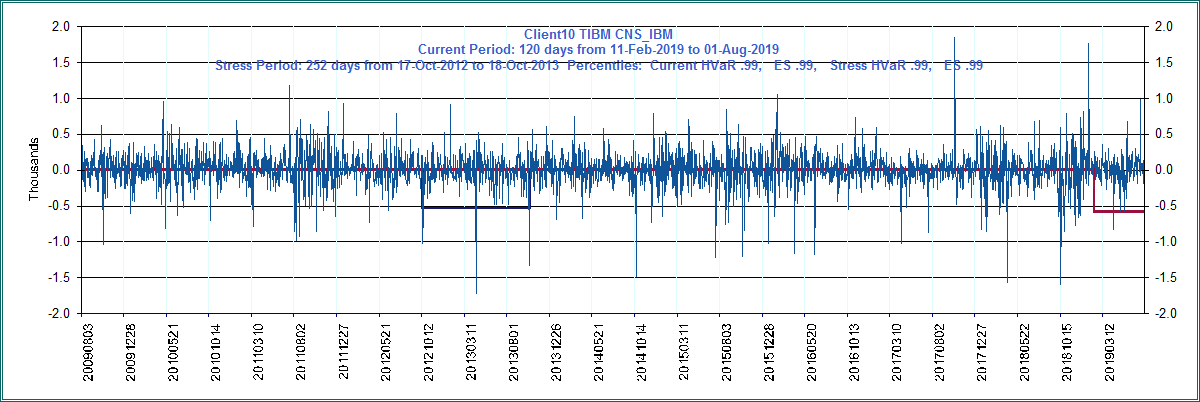 Client10 TIBM CNS_IBM
Current Period: 120 days from 11-Feb-2019 to 01-Aug-2019
Stress Period: 252 days from 17-Oct-2012 to 18-Oct-2013 Percentiles: Current HVaR .99, ES .99, Stress HVaR .99, ES .99
2.0 2.0
1.5 1.5
1.0 1.0
0.5 0.5
0.0 0.0
-0.5 -0.5
-1.0 -1.0
-1.5 -1.5
-2.0 -2.0
Thousands
20090803 20091228 20100521 20101014 20110310 20110802 20111227 20120521 20121012 20130311 20130801 20131226 20140521 20141014 20150311 20150803 20151228 20160520 20161013 20170310 20170802 20171227 20180522 20181015 20190312